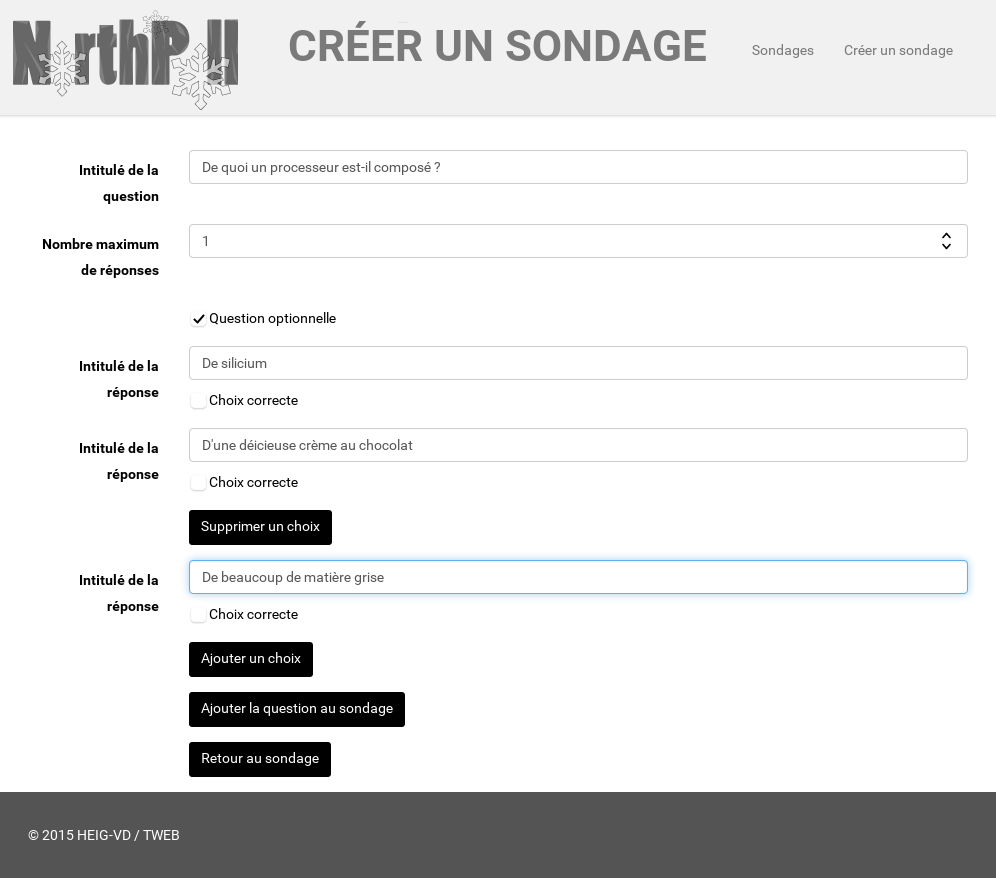 NorthPoll
CRÉER UN SONDAGE
Sondages
Créer un sondage
Intitulé de la
question
De quoi un processeur est-il composé ?
Nombre maximum
de réponses
1
Question optionnelle
Intitulé de la
réponse
De silicium
Choix correcte
Intitulé de la
réponse
D'une déicieuse crème au chocolat
Choix correcte
Supprimer un choix
Intitulé de la
réponse
De beaucoup de matière grise
Choix correcte
Ajouter un choix
Ajouter la question au sondage
Retour au sondage
© 2015 HEIG-VD / TWEB